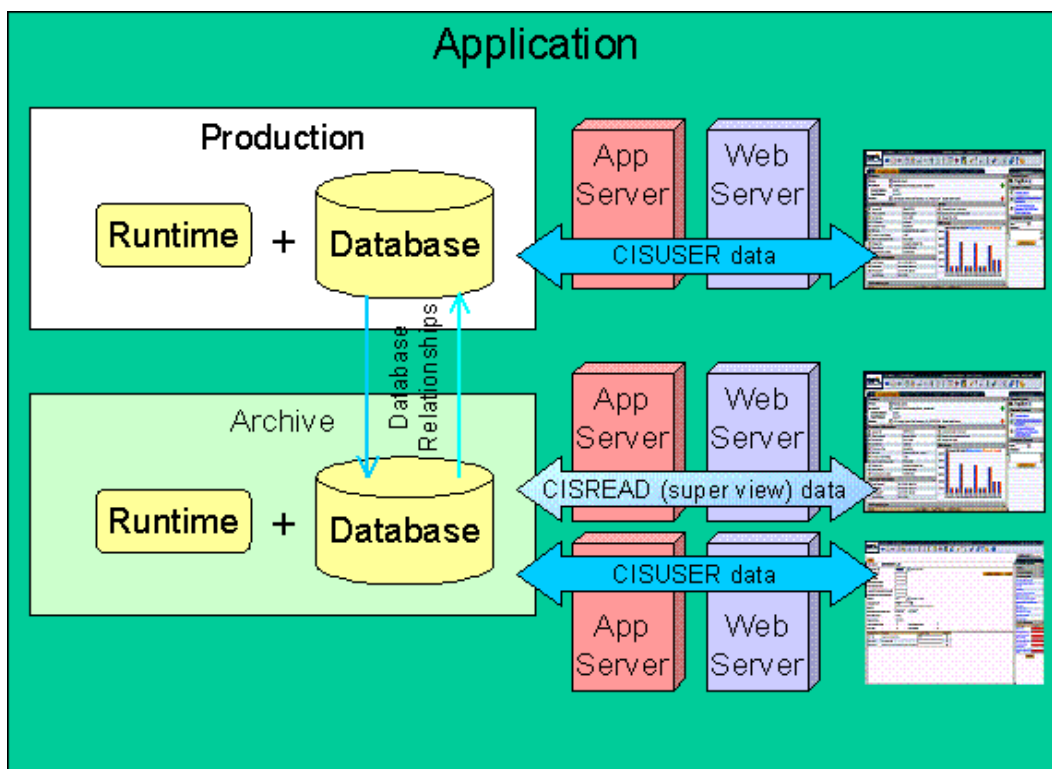 Application
Production
Runtime
+
Database
App
Server
Web
Server
CISUSER data
Database
Relationships
Archive
Runtime
+
Database
App
Server
Web
Server
CISREAD (super view) data
CISUSER data
App
Server
Web
Server